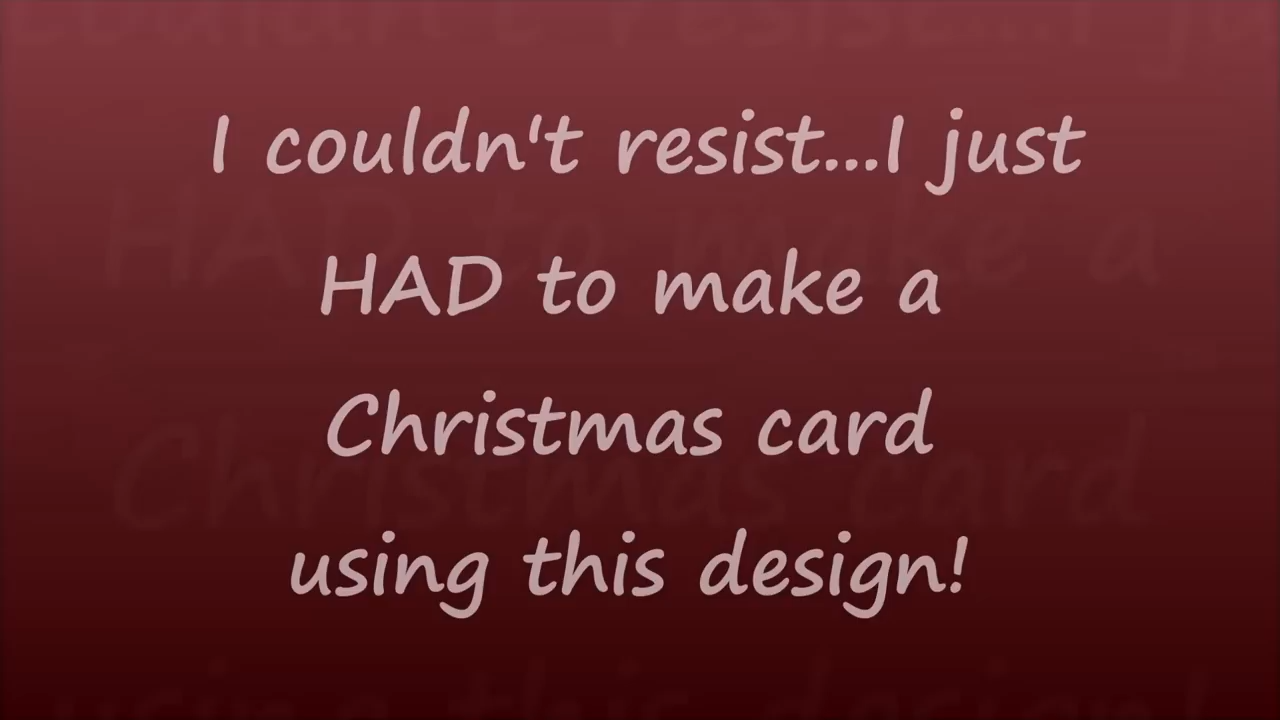 I couldn't resist...I just
HAD to make a
Christmas card
using this design!